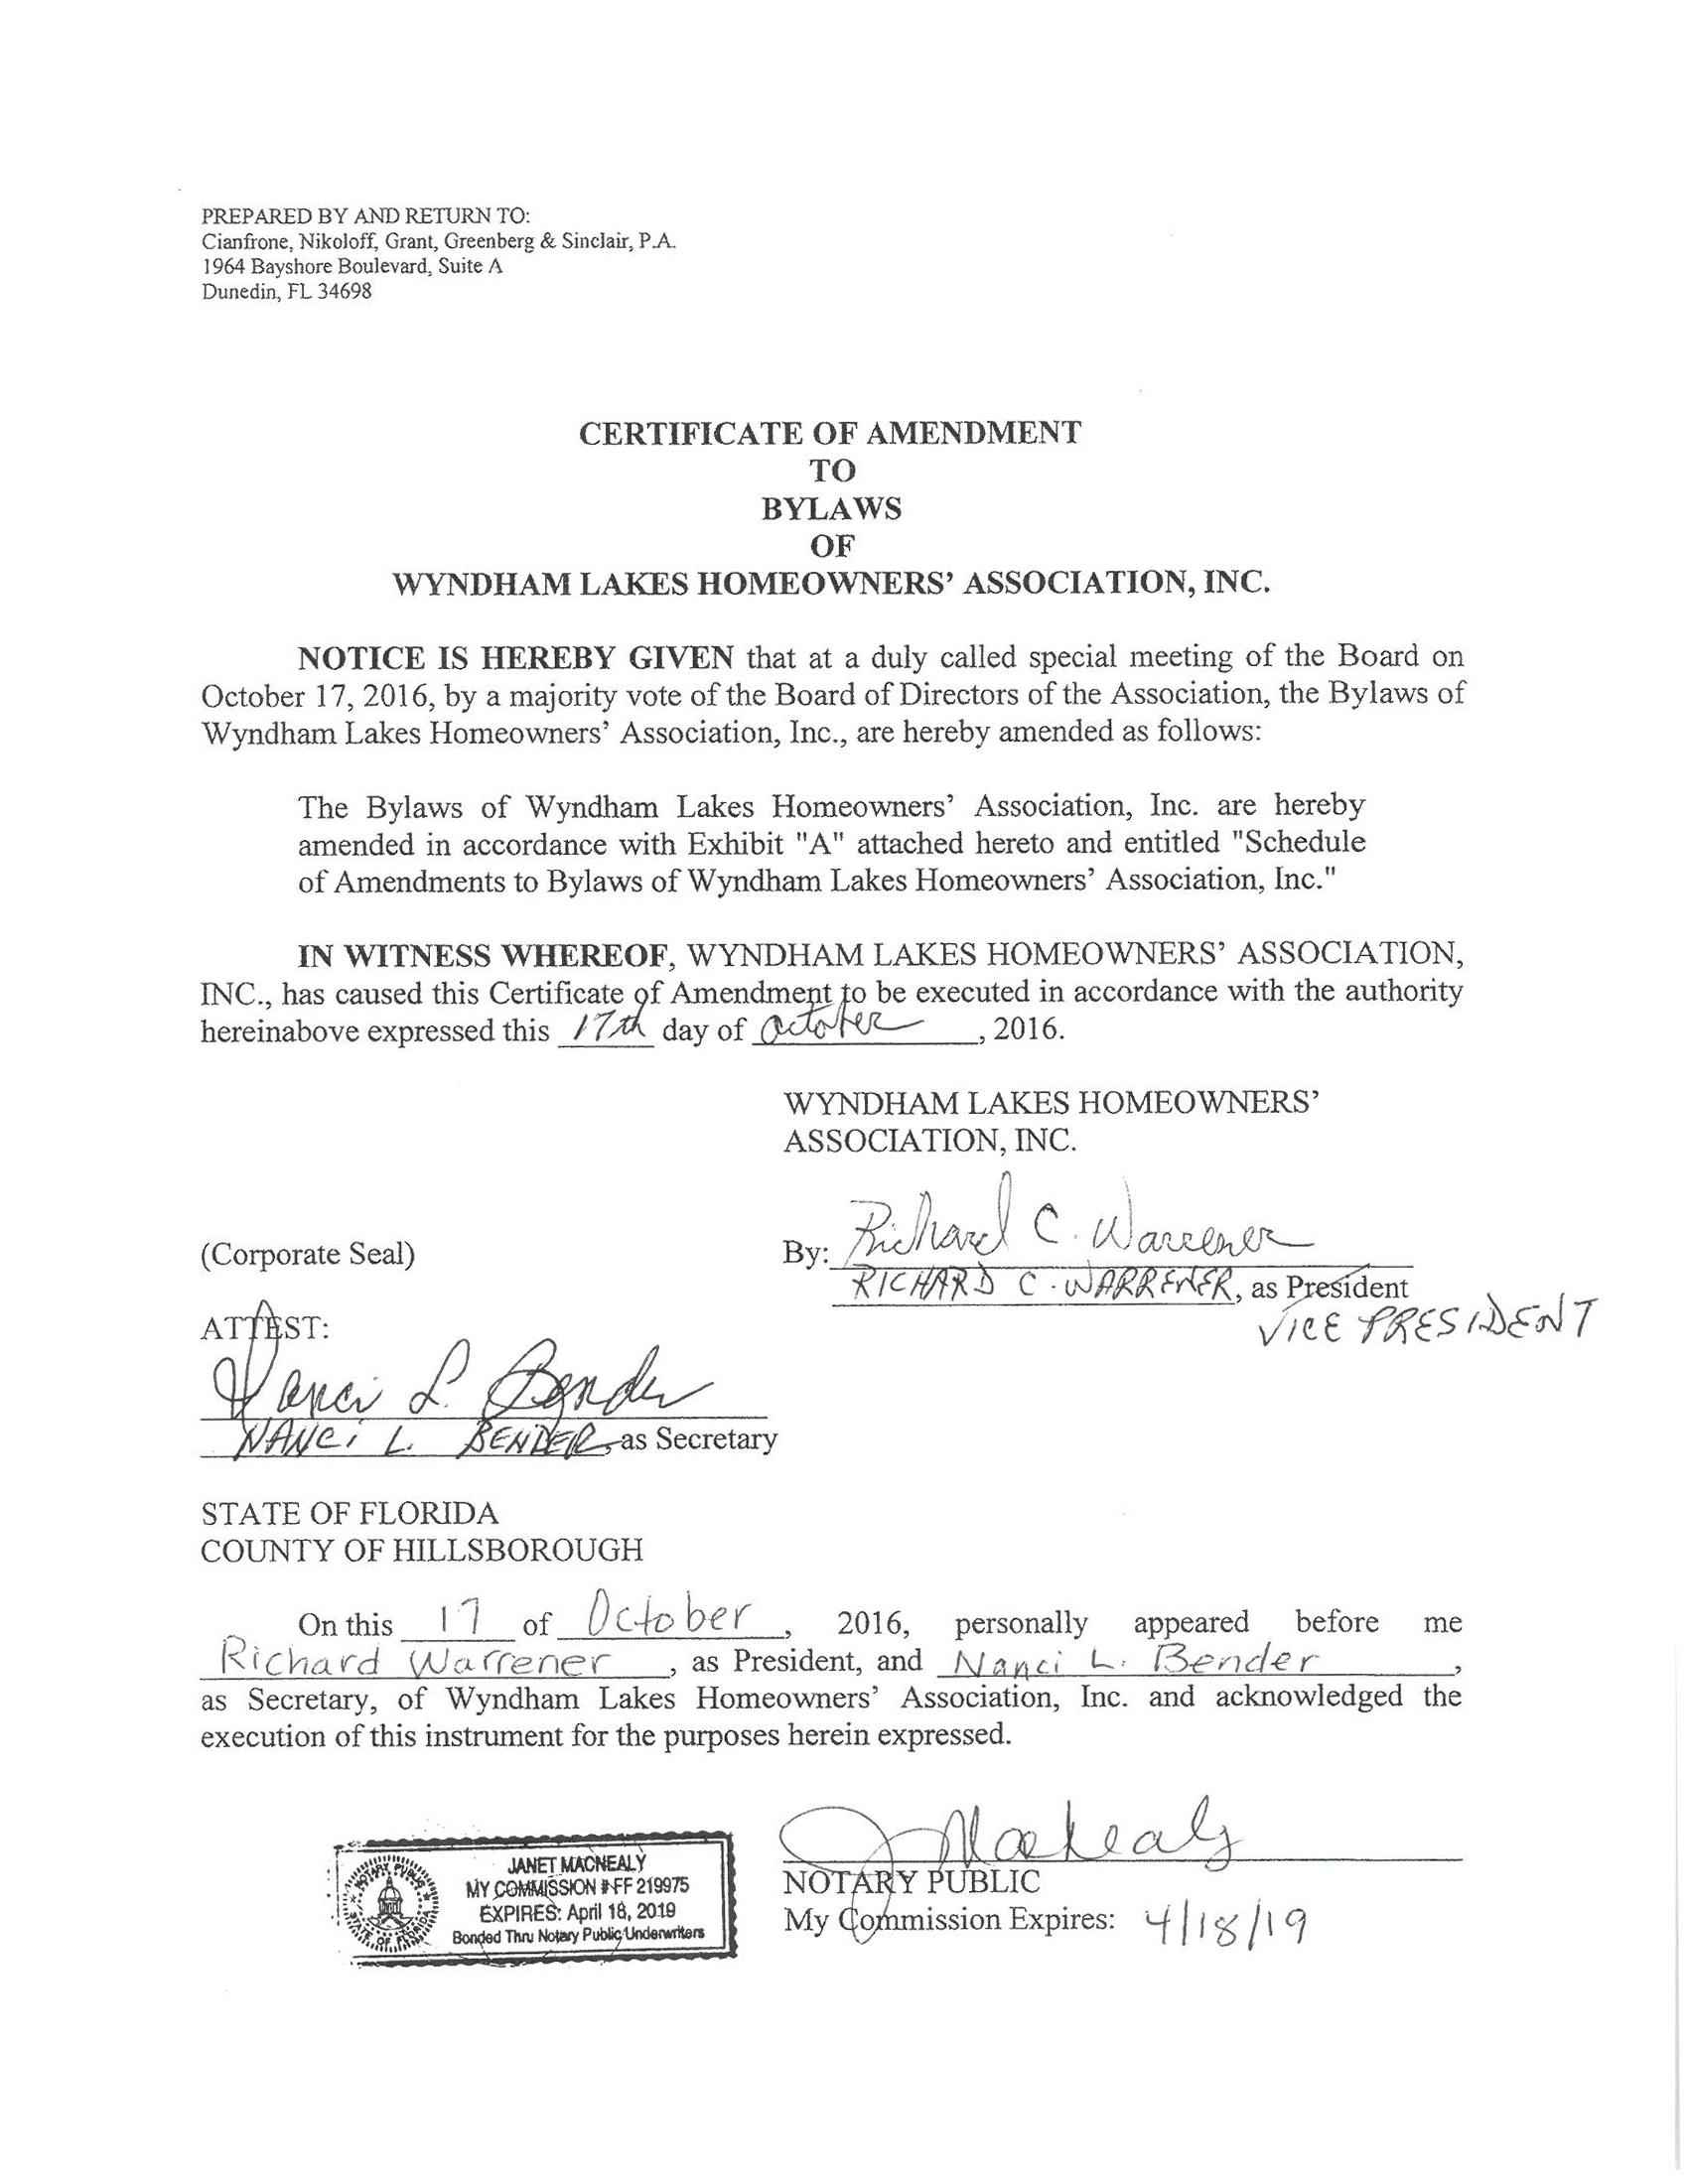 PREPARED BY AND RETURN TO:
Cianfrone, Nikoloff, Grant, Greenberg & Sinclair, P.A.
1964 Bayshore Boulevard, Suite A
Dunedin, FL 34698
CERTIFICATE OF AMENDMENT
TO
BYLAWS
OF
WYNDHAM LAKES HOMEOWNERS' ASSOCIATION, INC.
NOTICE IS HEREBY GIVEN that at a duly called special meeting of the Board on
October 17, 2016, by a majority vote of the Board of Directors of the Association, the Bylaws of
Wyndham Lakes Homeowners' Association, Inc., are hereby amended as follows:
The Bylaws of Wyndham Lakes Homeowners' Association, Inc. are hereby
amended in accordance with Exhibit "A" attached hereto and entitled "Schedule
of Amendments to Bylaws of Wyndham Lakes Homeowners' Association, Inc."
IN WITNESS WHEREOF, WYNDHAM LAKES HOMEOWNERS' ASSOCIATION,
INC., has caused this Certificate of Amendment to be executed in accordance with the authority
hereinabove expressed this 17th day of October, 2016.
WYNDHAM LAKES HOMEOWNERS'
ASSOCIATION, INC.
(Corporate Seal)
By: Richard C. Warrener
RICHARD C. WARRENER, as President
VICE PRESIDENT
ATTEST:
Nanci L. Bender
NANCI L. BENDER, as Secretary
STATE OF FLORIDA
COUNTY OF HILLSBOROUGH
On this 17 of October, 2016, personally appeared before me
Richard Warrener, as President, and Nanci L. Bender,
as Secretary, of Wyndham Lakes Homeowners' Association, Inc. and acknowledged the
execution of this instrument for the purposes herein expressed.
JANET MACNEALY
MY COMMISSION # FF 219975
EXPIRES: April 18, 2019
Bonded Thru Notary Public Underwriters
NOTARY PUBLIC
STATE OF FLORIDA
J MacNealy
NOTARY PUBLIC
My Commission Expires: 4/18/19